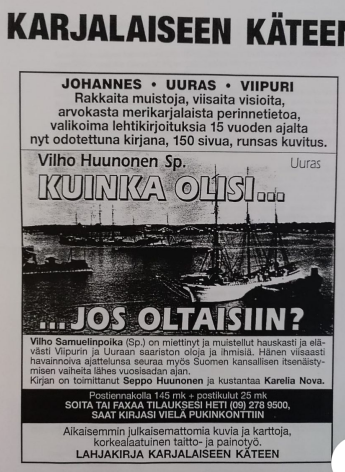 KARJALAISEEN KÄTEEN
JOHANNES • UURAS • VIIPURI
Rakkaita muistoja, viisaita visioita,
arvokasta merikarjalaista perinnetietoa,
valikoima lehtikirjoituksia 15 vuoden ajalta
nyt odotettuna kirjana, 150 sivua, runsas kuvitus.
Vilho Huunonen Sp.
Uuras
KUINKA OLISI...
...JOS OLTAISIIN?
Vilho Samuelinpoika (Sp.) on miettinyt ja muistellut hauskasti ja elä-
västi Viipurin ja Uuraan saariston oloja ja ihmisiä. Hänen viisaasti
havainnoiva ajattelunsa seuraa myös Suomen kansallisen itsenäisty-
misen vaiheita lähes vuosisadan ajan.
Kirjan on toimittanut Seppo Huunonen ja kustantaa Karelia Nova.
Postiennakolla 145 mk + postikulut 25 mk
SOITA TAI FAXAA TILAUKSESI HETI (09) 278 9500,
SAAT KIRJASI VIELÄ PUKINKONTTIIN
Aikaisemmin julkaisemattomia kuvia ja karttoja,
korkealaatuinen taitto- ja painotyö.
LAHJAKIRJA KARJALAISEEN KÄTEEN